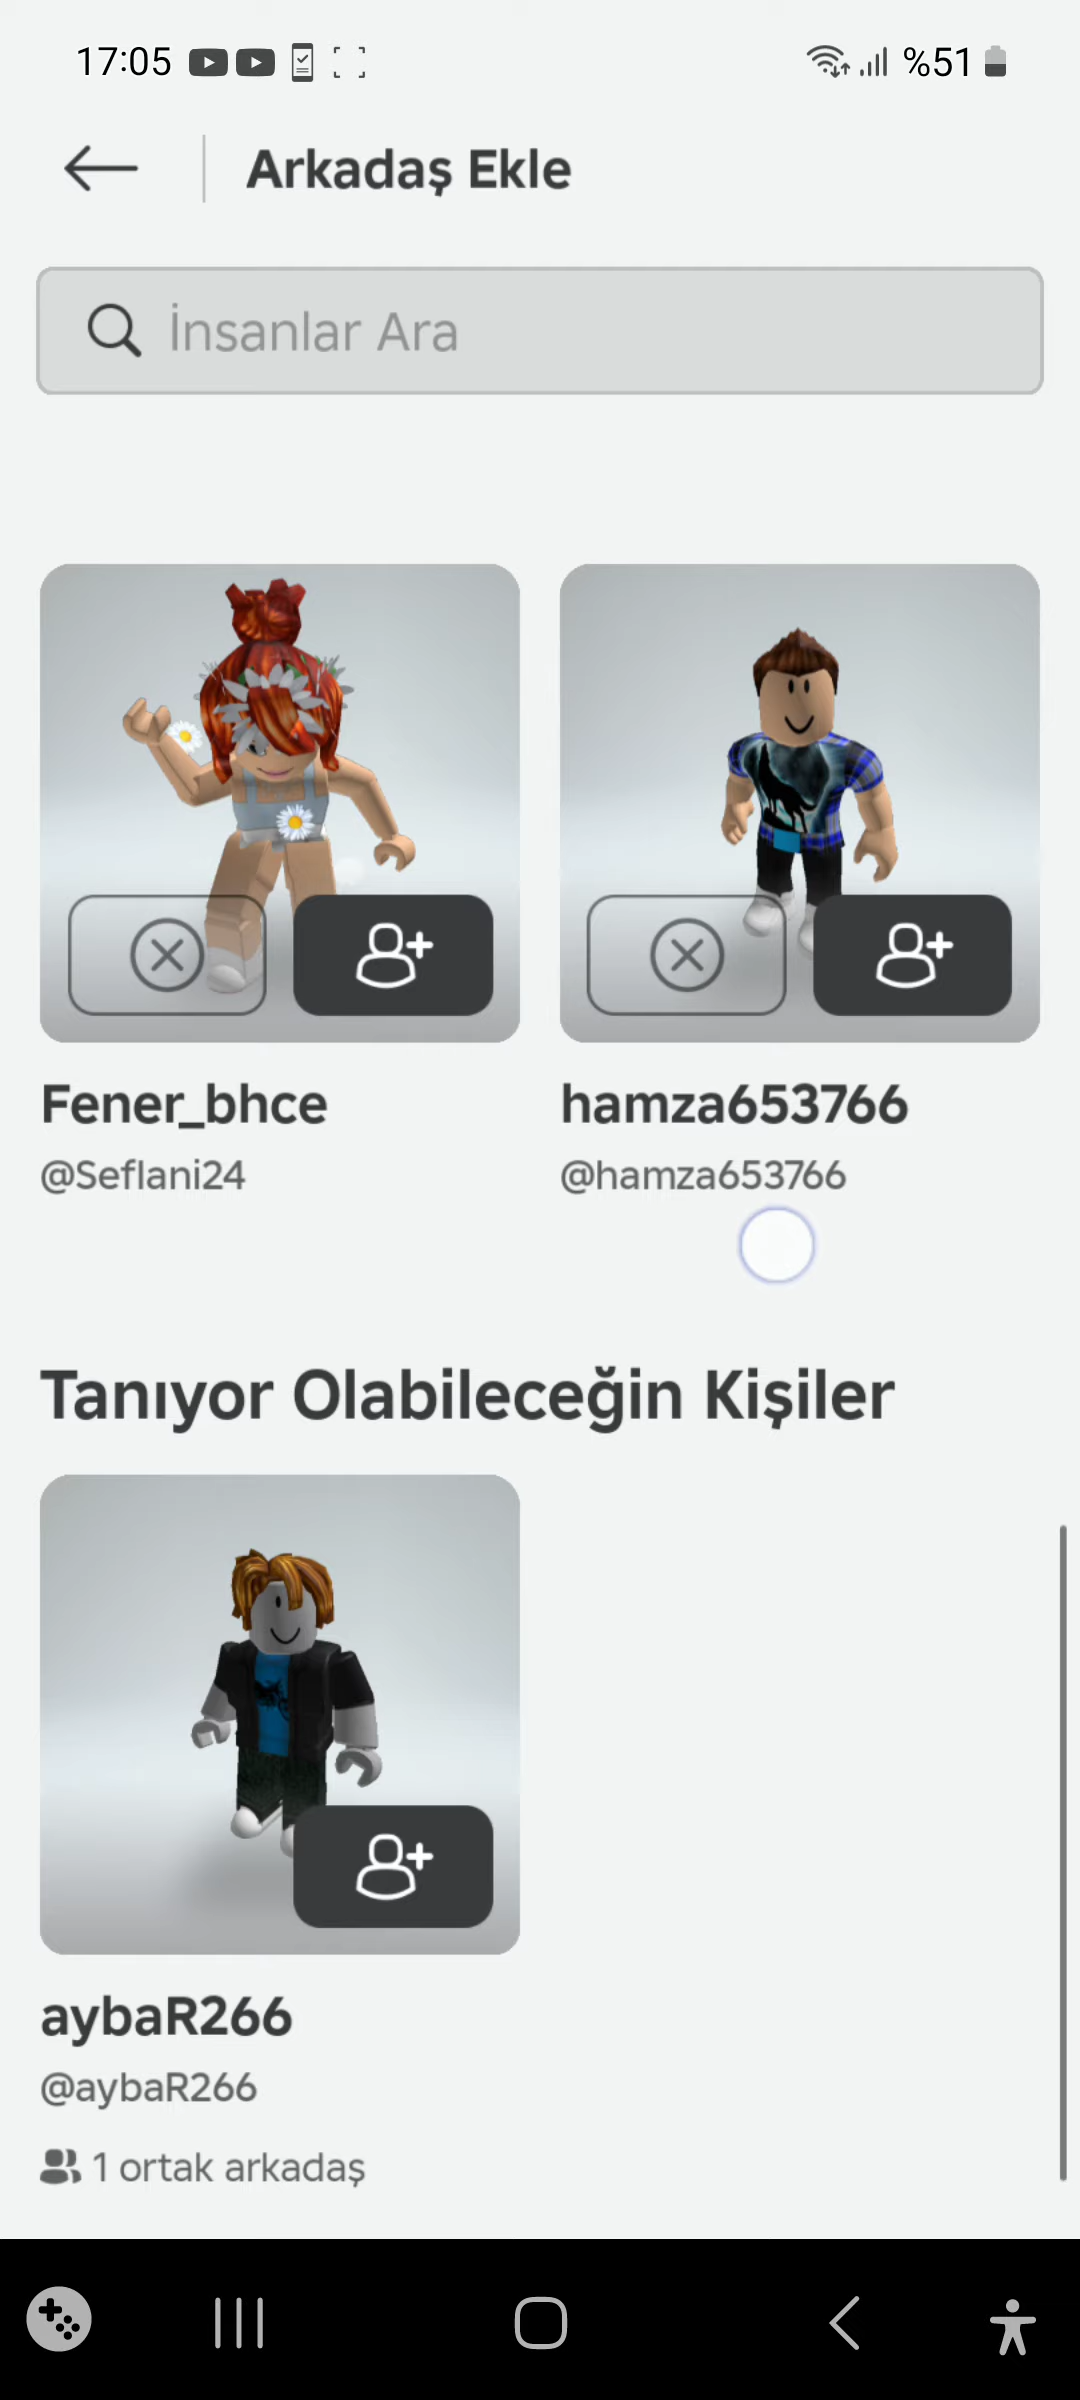 17:05
%51
Arkadaş Ekle
İnsanlar Ara
Fener_bhce
@Seflani24
hamza653766
@hamza653766
Tanıyor Olabileceğin Kişiler
aybaR266
@aybaR266
1 ortak arkadaş